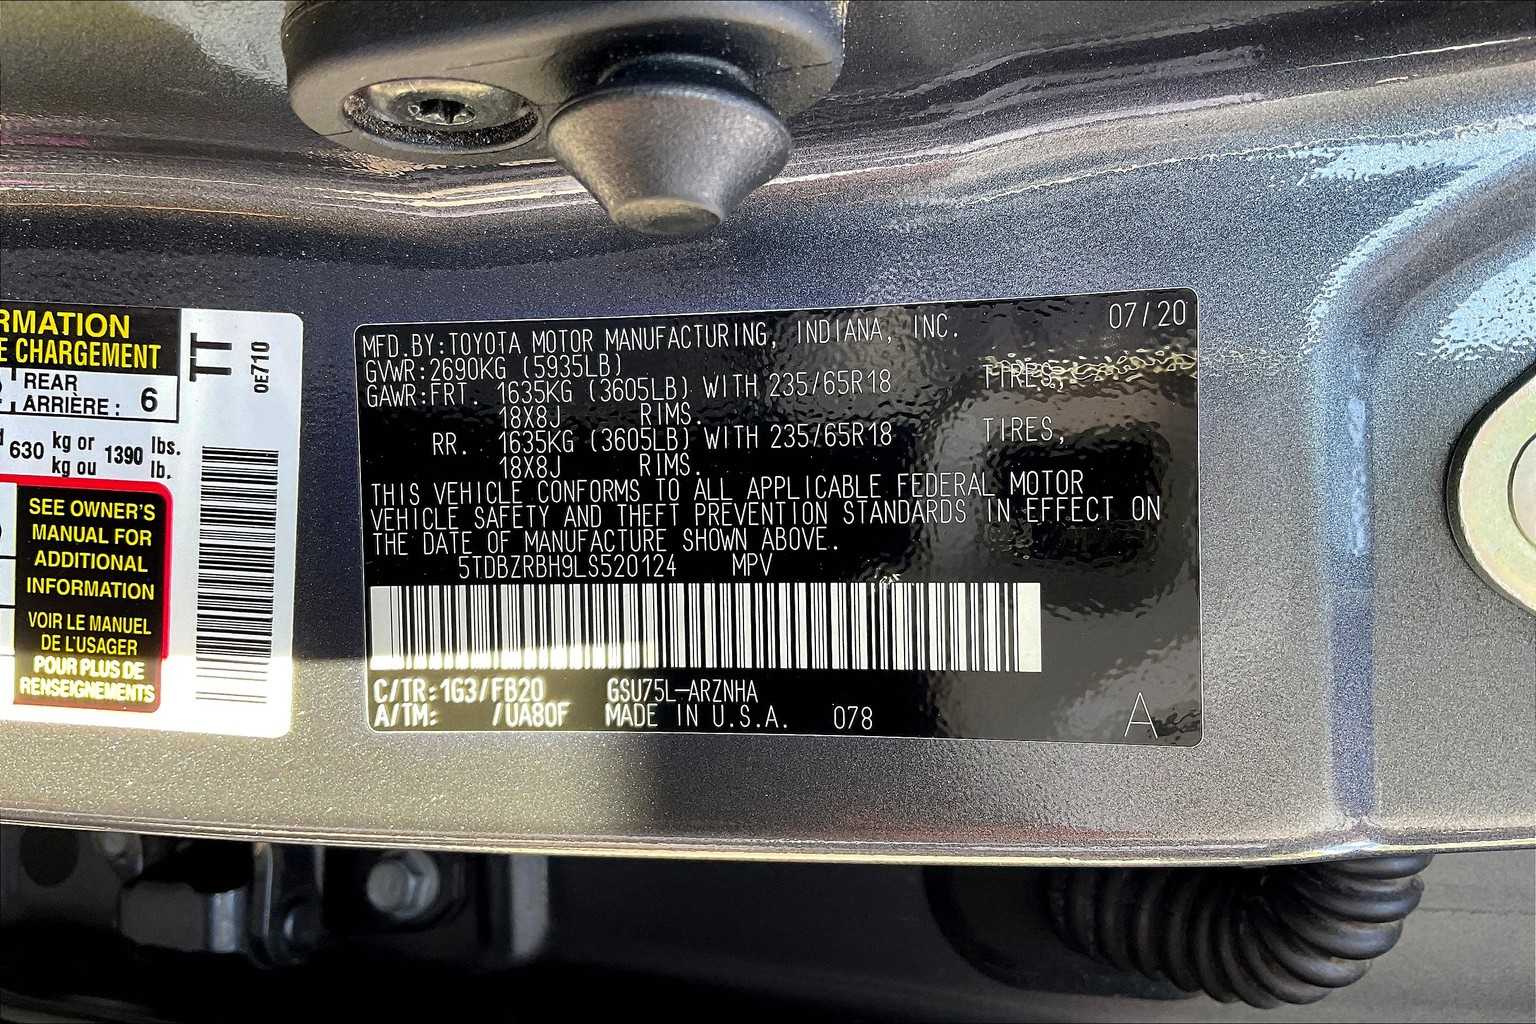 RMATION
E CHARGEMENT
REAR
ARRIÈRE : 6
630 kg or 1390 lbs.
kg ou lb.
SEE OWNER'S
MANUAL FOR
ADDITIONAL
INFORMATION
VOIR LE MANUEL
DE L'USAGER
POUR PLUS DE
RENSEIGNEMENTS
TT
0E710
07/20
MFD.BY:TOYOTA MOTOR MANUFACTURING, INDIANA, INC.
GVWR:2690KG (5935LB)
GAWR:FRT. 1635KG (3605LB) WITH 235/65R18 TIRES,
18X8J RIMS.
RR. 1635KG (3605LB) WITH 235/65R18 TIRES,
18X8J RIMS.
THIS VEHICLE CONFORMS TO ALL APPLICABLE FEDERAL MOTOR
VEHICLE SAFETY AND THEFT PREVENTION STANDARDS IN EFFECT ON
THE DATE OF MANUFACTURE SHOWN ABOVE.
5TDBZRBH9LS520124 MPV
C/TR:1G3/FB20 GSU75L-ARZNHA
A/TM: /UA80F MADE IN U.S.A. 078
A